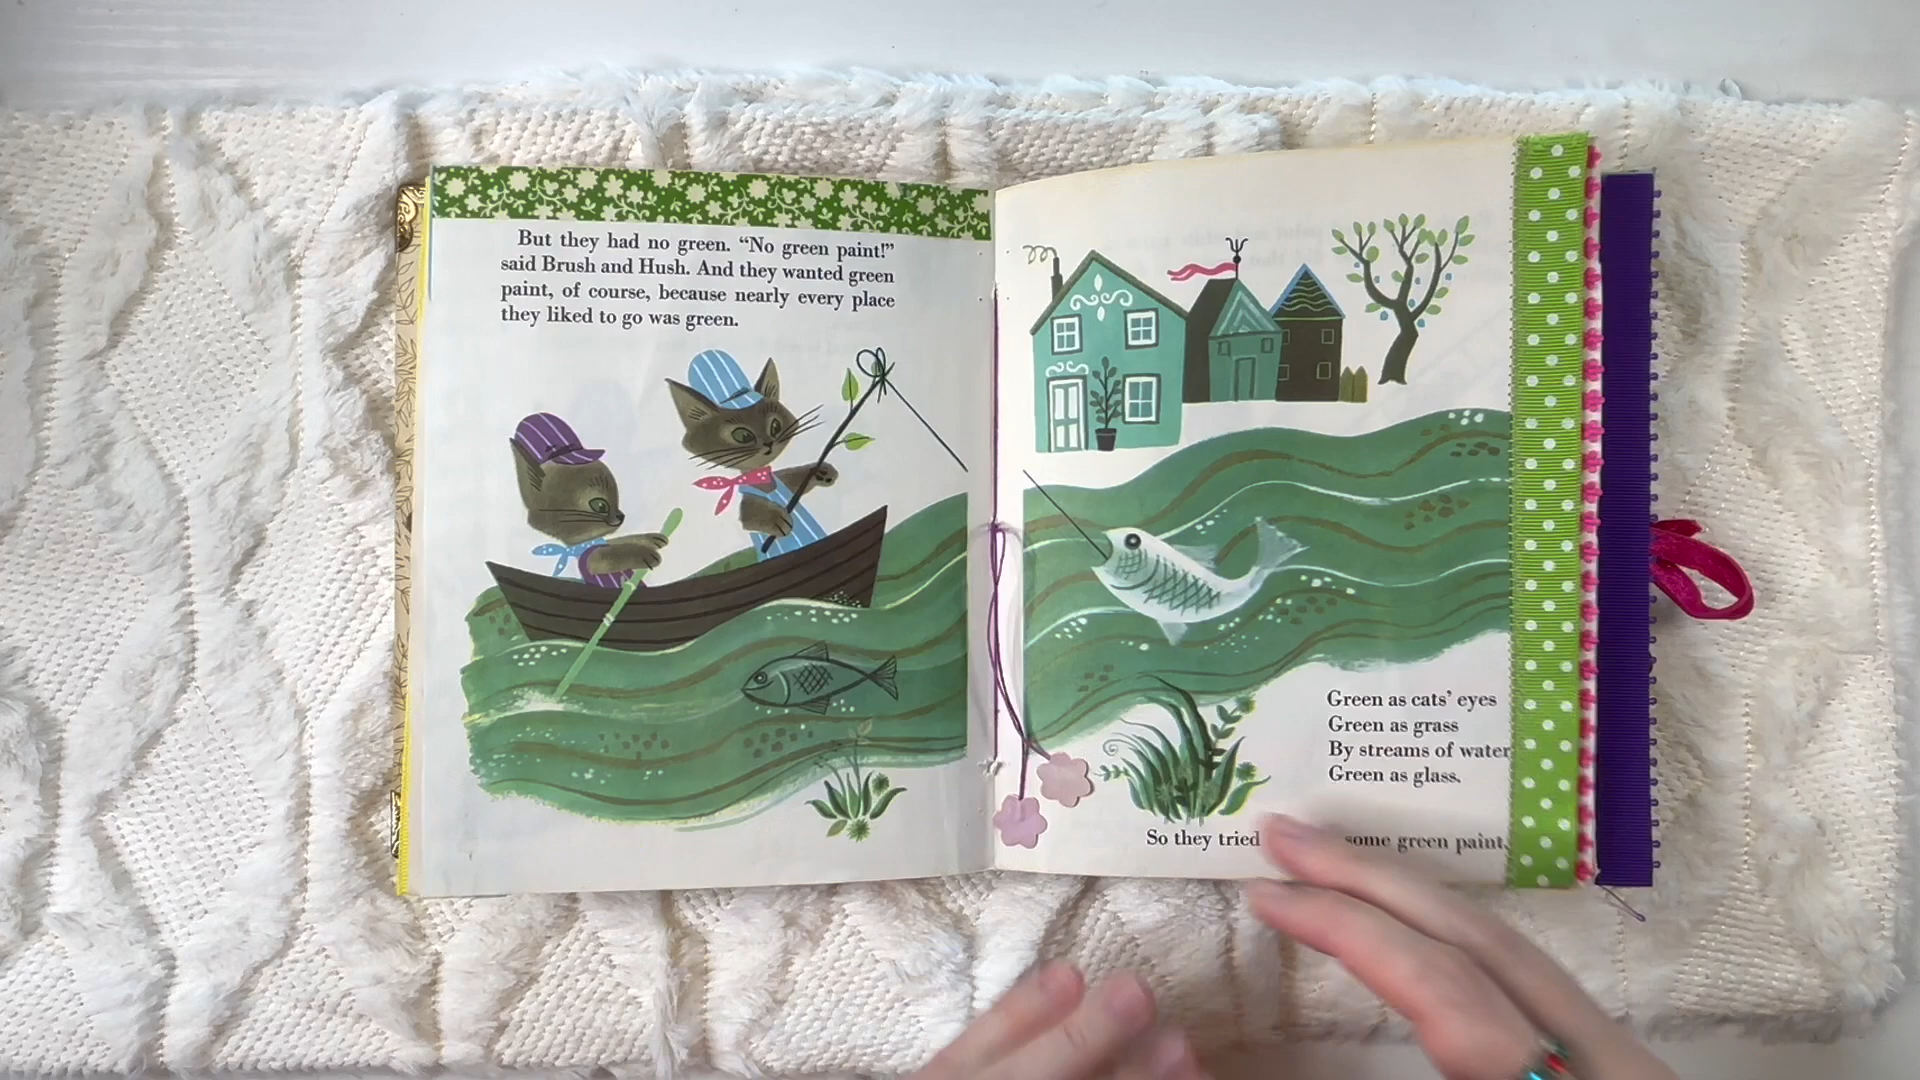 But they had no green. “No green paint!”
said Brush and Hush. And they wanted green
paint, of course, because nearly every place
they liked to go was green.
Green as cats’ eyes
Green as grass
By streams of water
Green as glass.
So they tried some green paint.